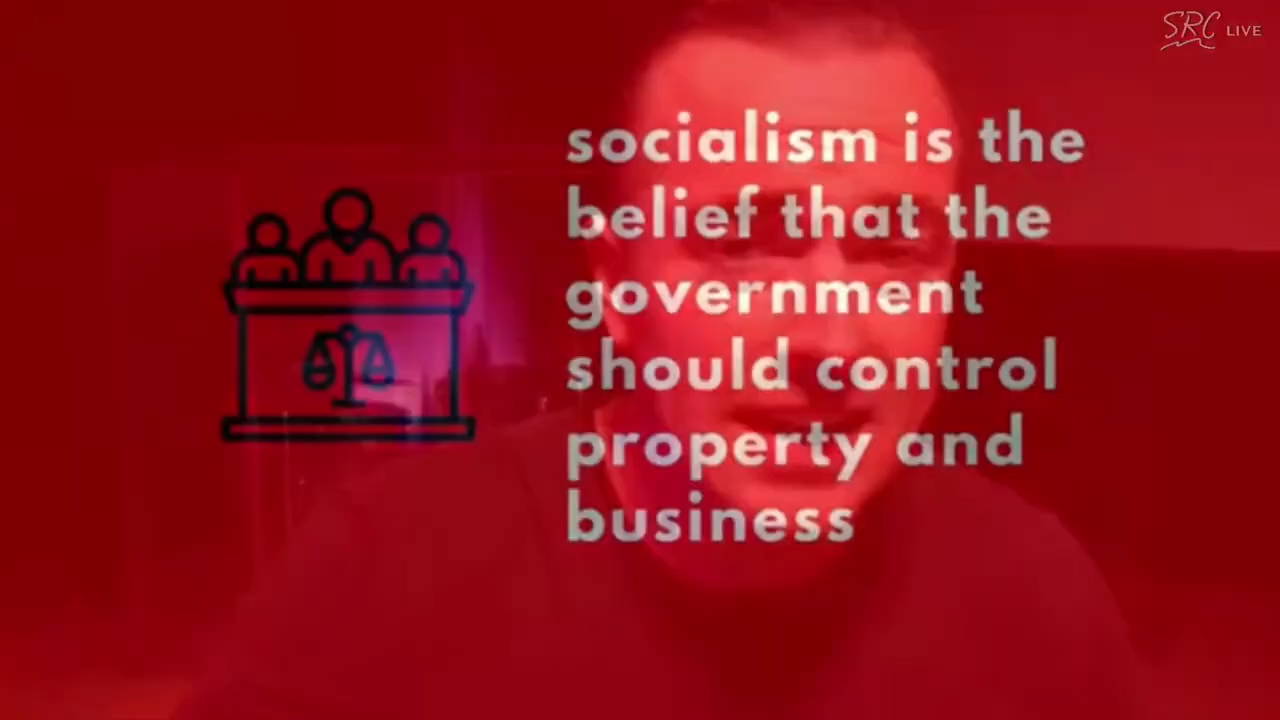 SRC LIVE
socialism is the
belief that the
government
should control
property and
business